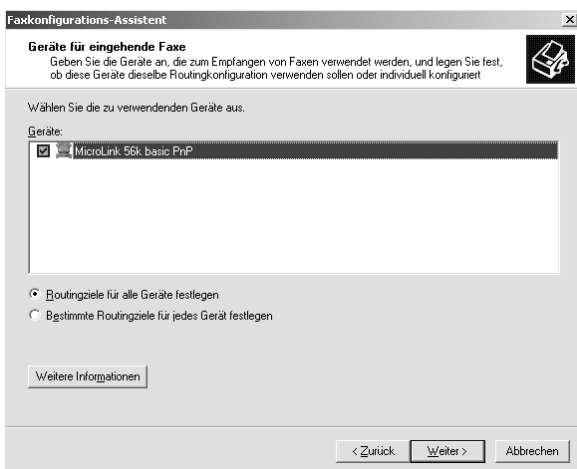 Faxkonfigurations-Assistent
Geräte für eingehende Faxe
Geben Sie die Geräte an, die zum Empfangen von Faxen verwendet werden, und legen Sie fest,
ob diese Geräte dieselbe Routingkonfiguration verwenden sollen oder individuell konfiguriert
Wählen Sie die zu verwendenden Geräte aus.
Geräte:
MicroLink 56k basic PnP
Routingziele für alle Geräte festlegen
Bestimmte Routingziele für jedes Gerät festlegen
Weitere Informationen
< Zurück Weiter > Abbrechen